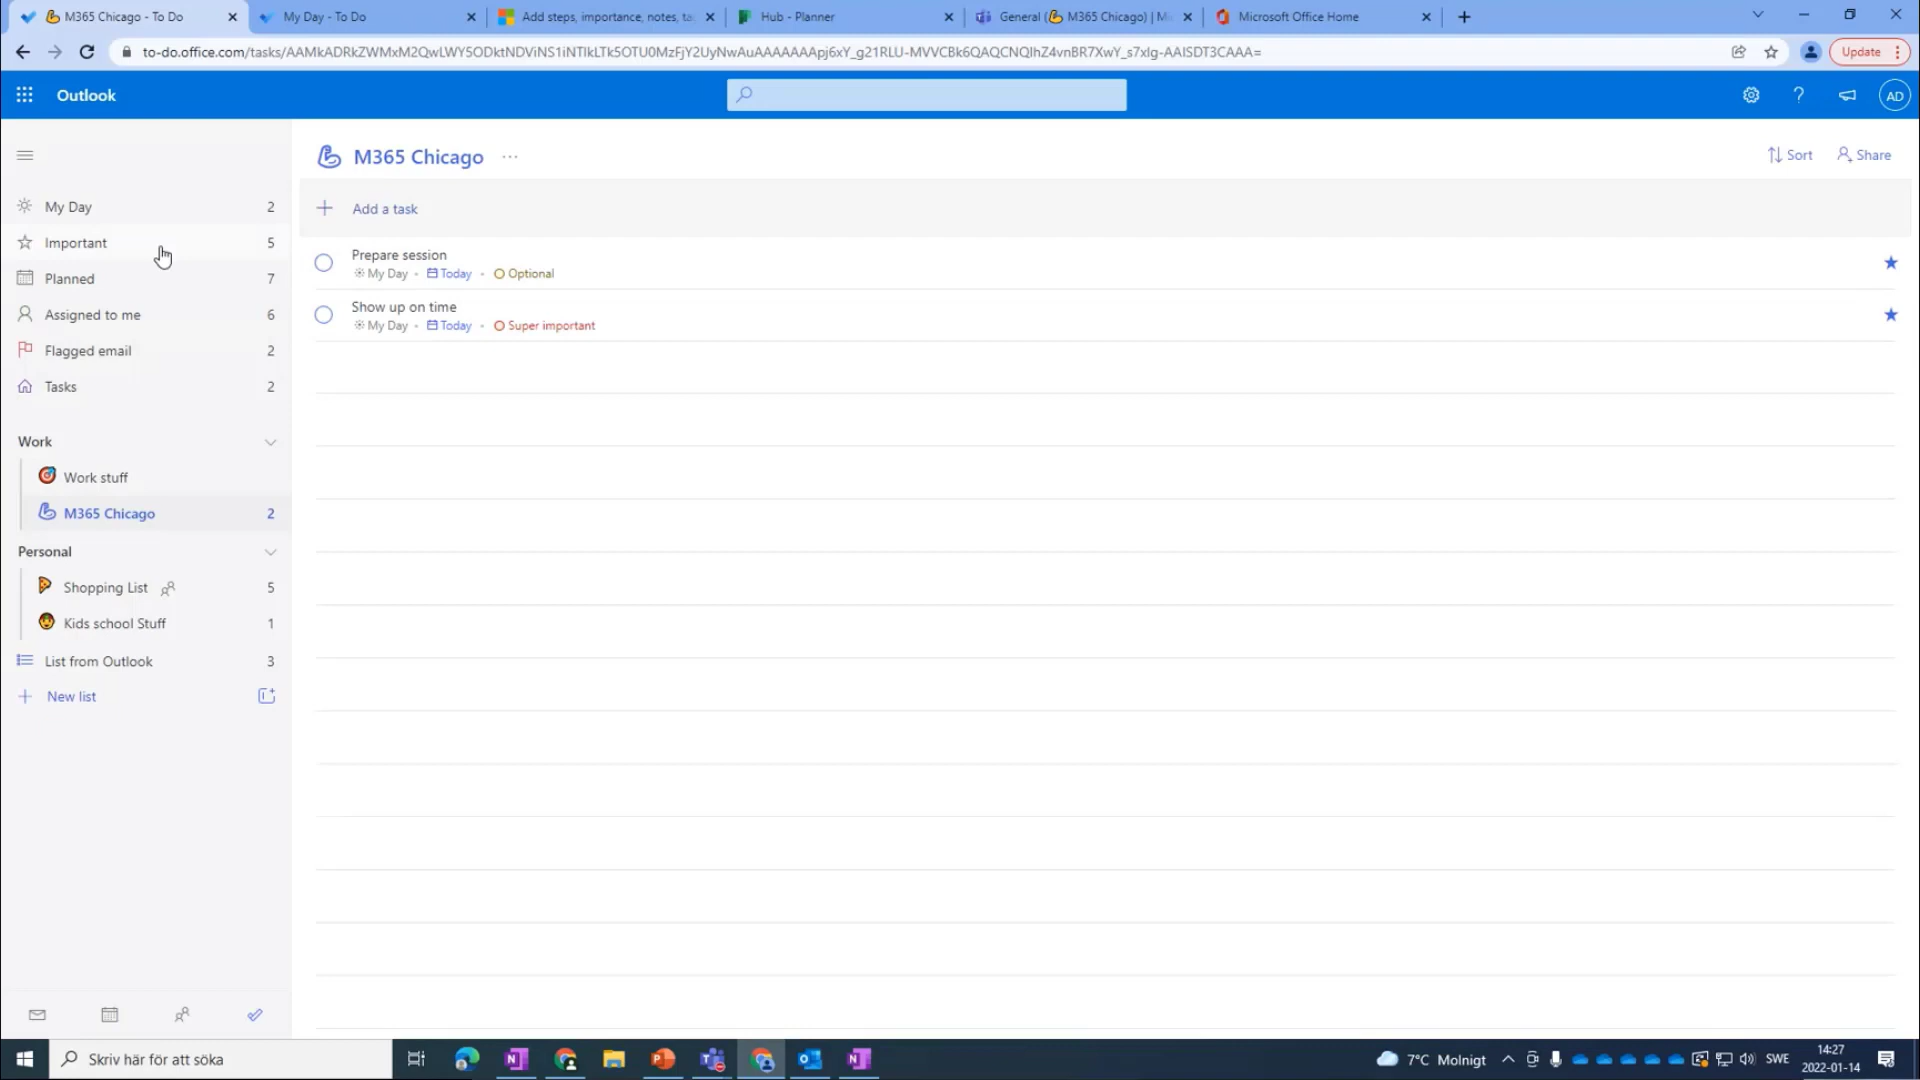 M365 Chicago - To Do
My Day - To Do
Add steps, importance, notes, ta
Hub - Planner
General (💪 M365 Chicago) | Mi
Microsoft Office Home
to-do.office.com/tasks/
Update
Outlook
AD
M365 Chicago ...
Sort
Share
My Day 2
Add a task
Important 5
Prepare session
My Day • Today • Optional
Planned 7
Show up on time
My Day • Today • Super important
Assigned to me 6
Flagged email 2
Tasks 2
Work
Work stuff
M365 Chicago 2
Personal
Shopping List 5
Kids school Stuff 1
List from Outlook 3
New list
Skriv här för att söka
7°C Molnigt
SWE
14:27
2022-01-14